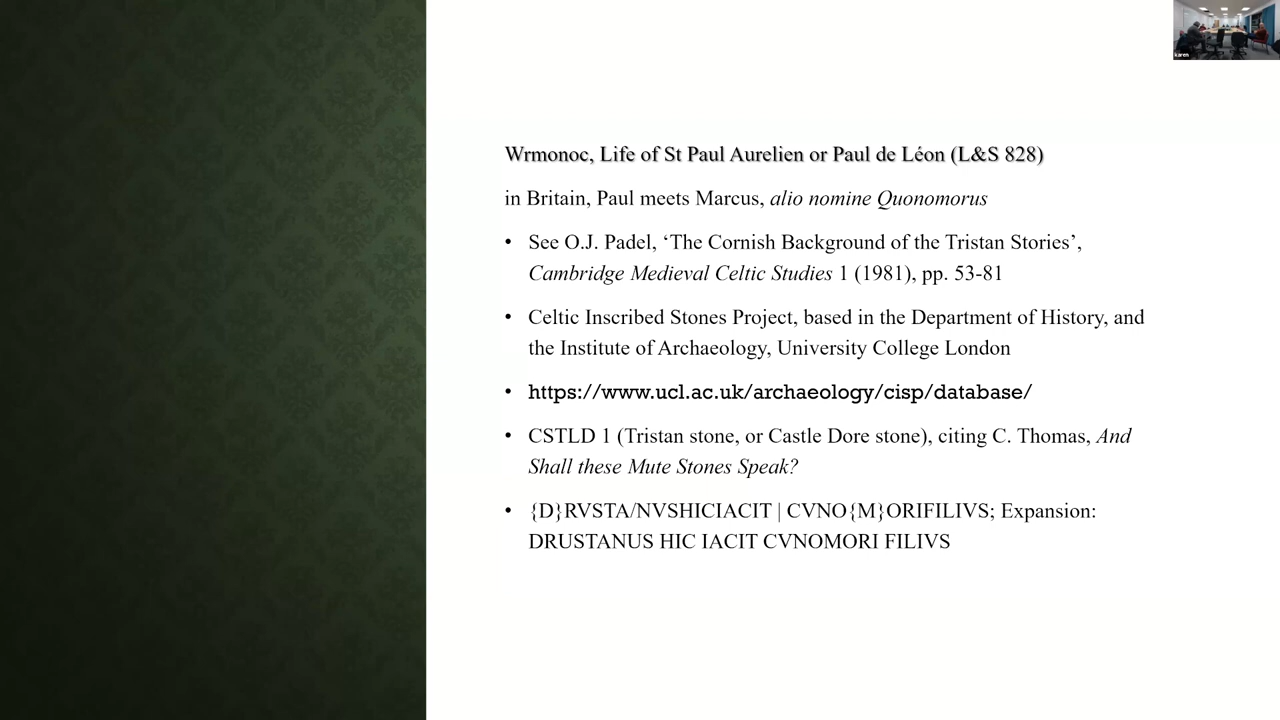 karen
Wrmonoc, Life of St Paul Aurelien or Paul de Léon (L&S 828)
in Britain, Paul meets Marcus, alio nomine Quonomorus
• See O.J. Padel, ‘The Cornish Background of the Tristan Stories’,
Cambridge Medieval Celtic Studies 1 (1981), pp. 53-81
• Celtic Inscribed Stones Project, based in the Department of History, and
the Institute of Archaeology, University College London
• https://www.ucl.ac.uk/archaeology/cisp/database/
• CSTLD 1 (Tristan stone, or Castle Dore stone), citing C. Thomas, And
Shall these Mute Stones Speak?
• {D}RVSTA/NVSHICIACIT | CVNO{M}ORIFILIVS; Expansion:
DRUSTANUS HIC IACIT CVNOMORI FILIVS